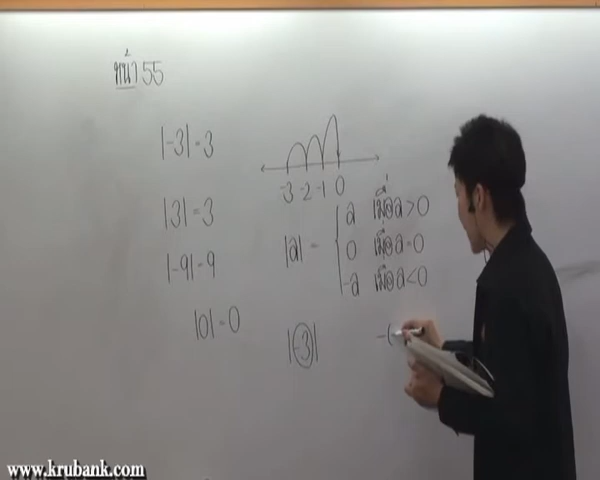 หน้า 55
|-3| = 3
-3 -2 -1 0
|3| = 3
|a| = a เมื่อ a > 0
0 เมื่อ a = 0
-a เมื่อ a < 0
|-9| = 9
|0| = 0
|-3|
-(
www.krubank.com